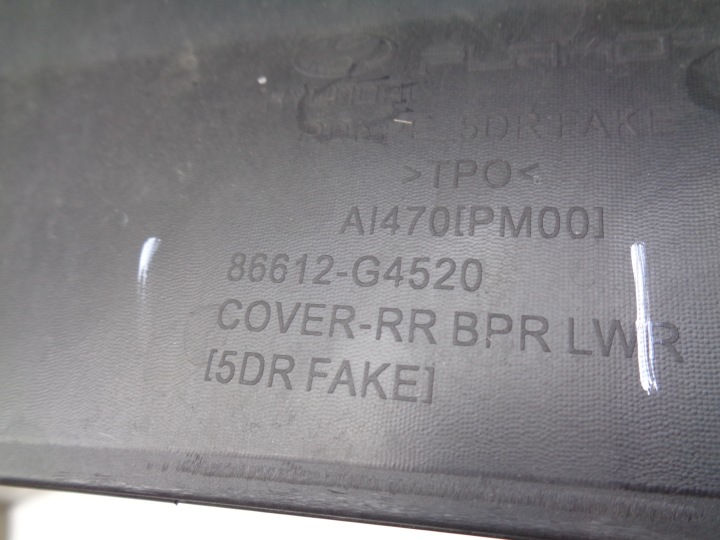 5DR FAKE
>TPO<
AI470[PM00]
86612-G4520
COVER-RR BPR LWR
[5DR FAKE]